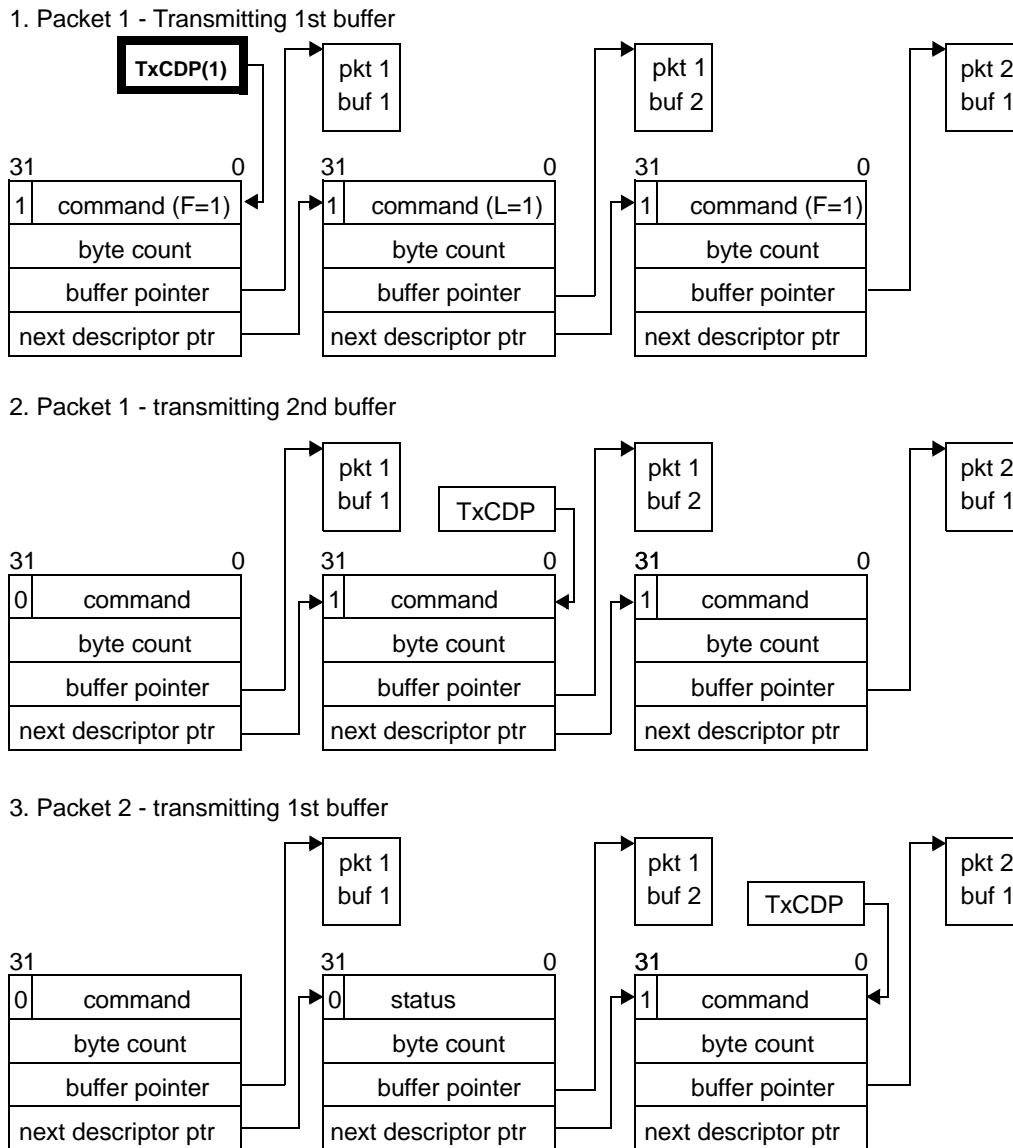 1. Packet 1 - Transmitting 1st buffer
TxCDP(1)
pkt 1
buf 1
pkt 1
buf 2
pkt 2
buf 1
31 0 31 0 31 0
1 command (F=1) 1 command (L=1) 1 command (F=1)
byte count byte count byte count
buffer pointer buffer pointer buffer pointer
next descriptor ptr next descriptor ptr next descriptor ptr
2. Packet 1 - transmitting 2nd buffer
pkt 1
buf 1
TxCDP
pkt 1
buf 2
pkt 2
buf 1
31 0 31 0 31 0
0 command 1 command 1 command
byte count byte count byte count
buffer pointer buffer pointer buffer pointer
next descriptor ptr next descriptor ptr next descriptor ptr
3. Packet 2 - transmitting 1st buffer
pkt 1
buf 1
pkt 1
buf 2
TxCDP
pkt 2
buf 1
31 31 0 31 0
0 command 0 status 1 command
byte count byte count byte count
buffer pointer buffer pointer buffer pointer
next descriptor ptr next descriptor ptr next descriptor ptr